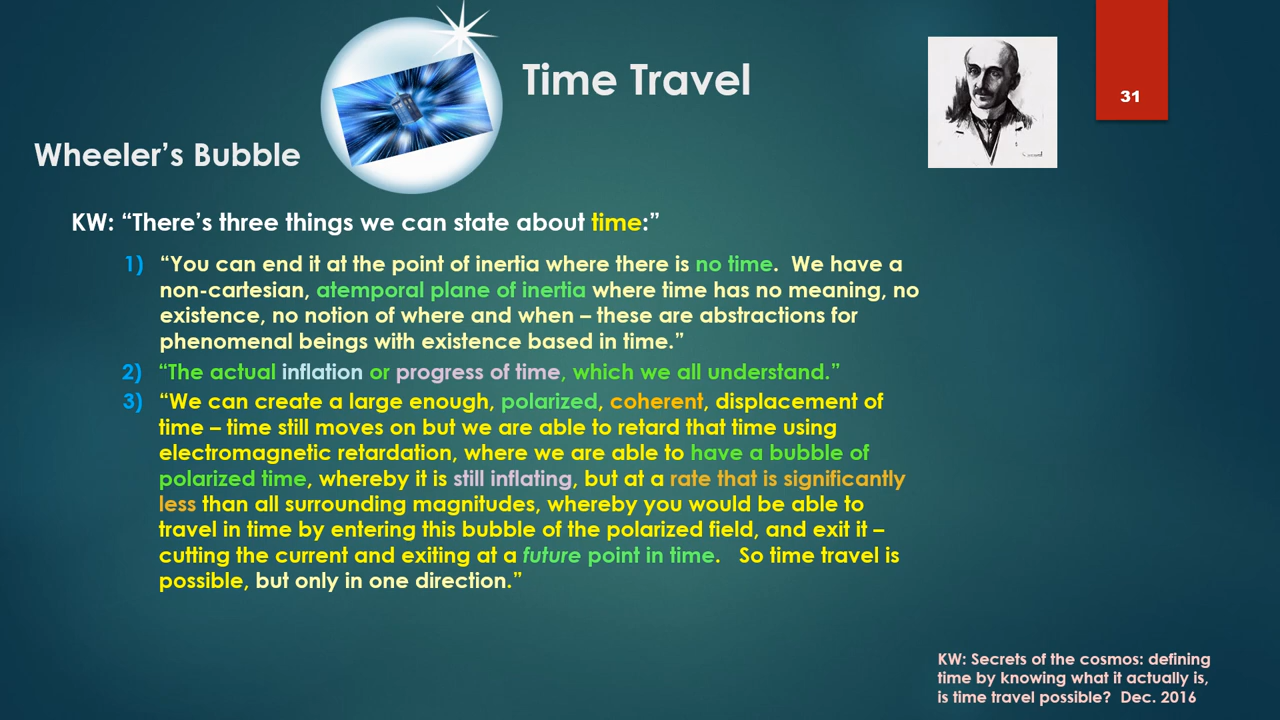 Time Travel
31
Wheeler’s Bubble
KW: “There’s three things we can state about time:”
1) “You can end it at the point of inertia where there is no time.  We have a
non-cartesian, atemporal plane of inertia where time has no meaning, no
existence, no notion of where and when – these are abstractions for
phenomenal beings with existence based in time.”
2) “The actual inflation or progress of time, which we all understand.”
3) “We can create a large enough, polarized, coherent, displacement of
time – time still moves on but we are able to retard that time using
electromagnetic retardation, where we are able to have a bubble of
polarized time, whereby it is still inflating, but at a rate that is significantly
less than all surrounding magnitudes, whereby you would be able to
travel in time by entering this bubble of the polarized field, and exit it –
cutting the current and exiting at a future point in time.   So time travel is
possible, but only in one direction.”
KW: Secrets of the cosmos: defining
time by knowing what it actually is,
is time travel possible?  Dec. 2016